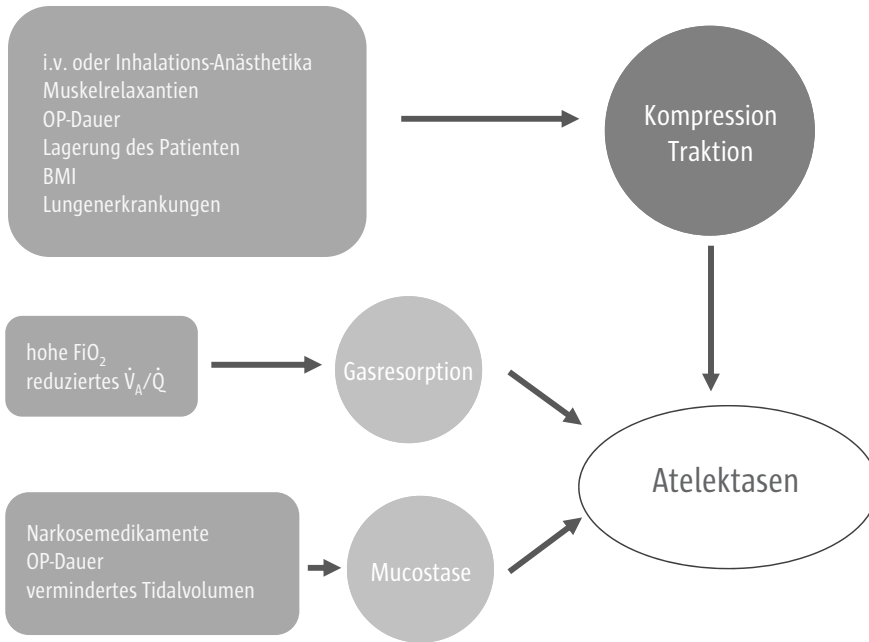 i.v. oder Inhalations-Anästhetika
Muskelrelaxantien
OP-Dauer
Lagerung des Patienten
BMI
Lungenerkrankungen
Kompression
Traktion
hohe FiO₂
reduziertes V̇ₐ/Q̇
Gasresorption
Atelektasen
Narkosemedikamente
OP-Dauer
vermindertes Tidalvolumen
Mucostase